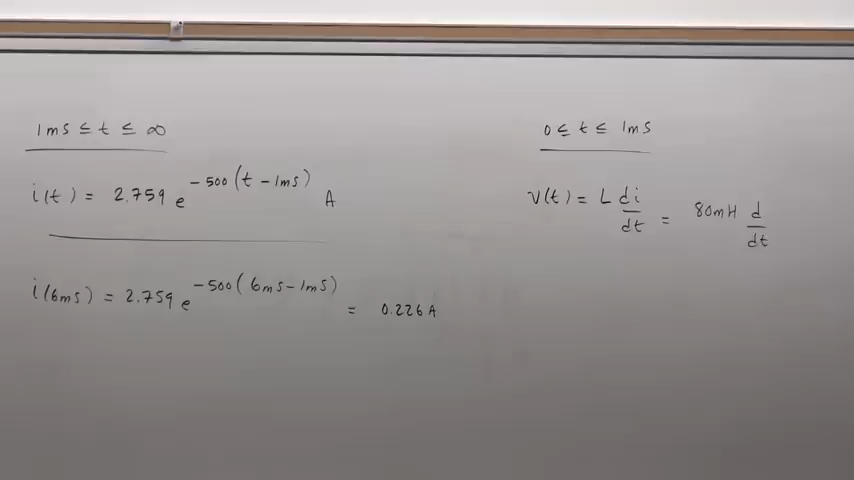 1ms ≤ t ≤ ∞
i(t) = 2.759 e^{-500(t-1ms)} A
i(6ms) = 2.759 e^{-500(6ms-1ms)} = 0.226 A
0 ≤ t ≤ 1ms
V(t) = L di/dt = 80mH d/dt